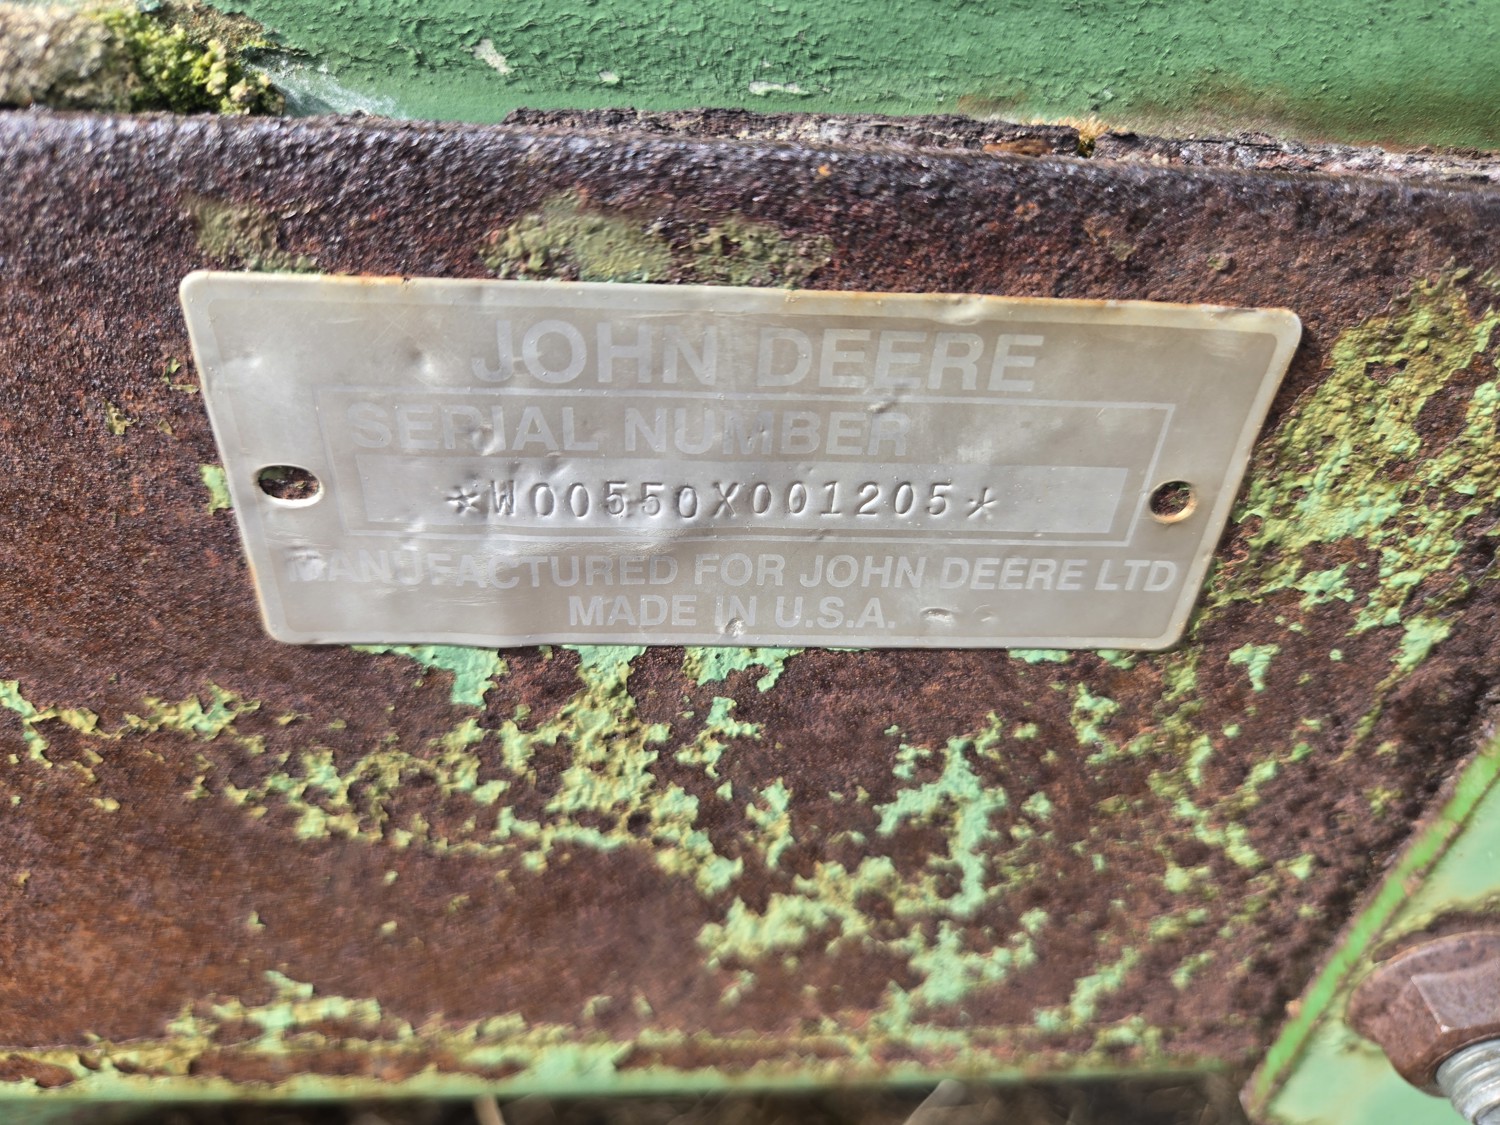 JOHN DEERE
SERIAL NUMBER
*W00550X001205*
MANUFACTURED FOR JOHN DEERE LTD
MADE IN U.S.A.